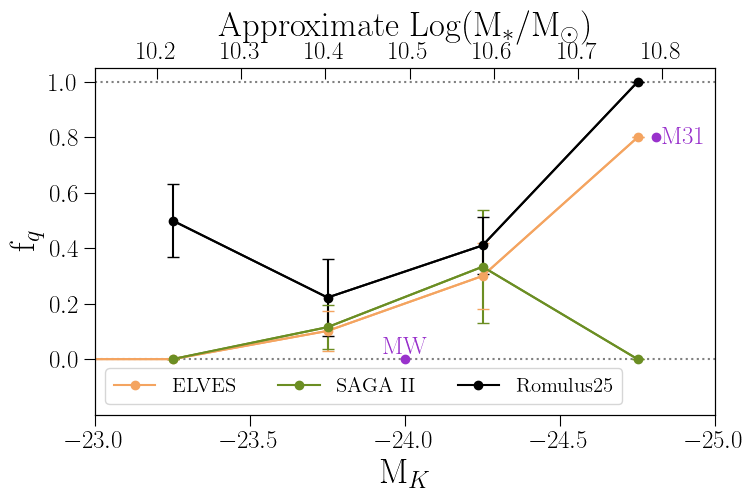 Approximate Log(M*/M⊙)
10.2 10.3 10.4 10.5 10.6 10.7 10.8
1.0
0.8
0.6
0.4
0.2
0.0
f_q
M31
MW
ELVES SAGA II Romulus25
−23.0 −23.5 −24.0 −24.5 −25.0
M_K